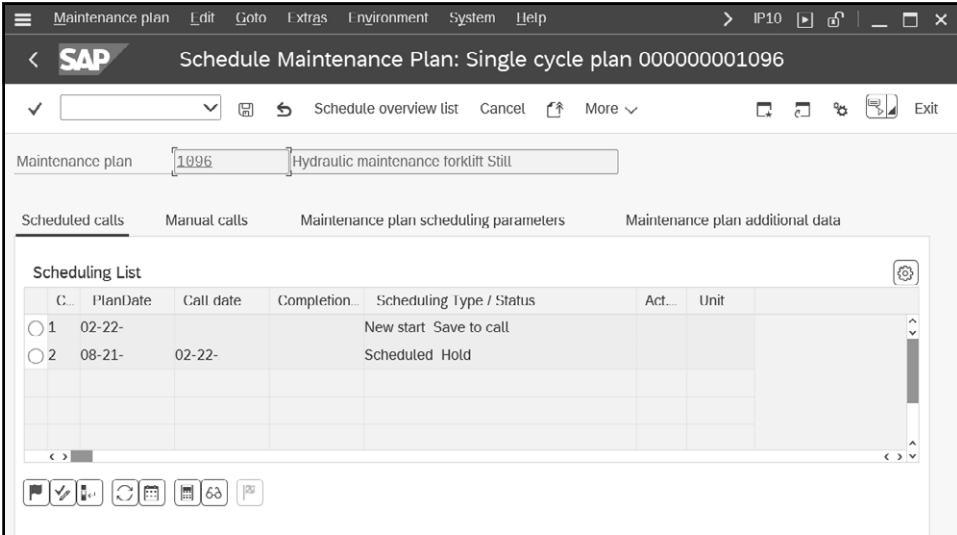 Maintenance plan Edit Goto Extras Environment System Help IP10
SAP Schedule Maintenance Plan: Single cycle plan 000000001096
Schedule overview list Cancel More Exit
Maintenance plan 1096 Hydraulic maintenance forklift Still
Scheduled calls Manual calls Maintenance plan scheduling parameters Maintenance plan additional data
Scheduling List
C... PlanDate Call date Completion... Scheduling Type / Status Act.... Unit
1 02-22- New start Save to call
2 08-21- 02-22- Scheduled Hold